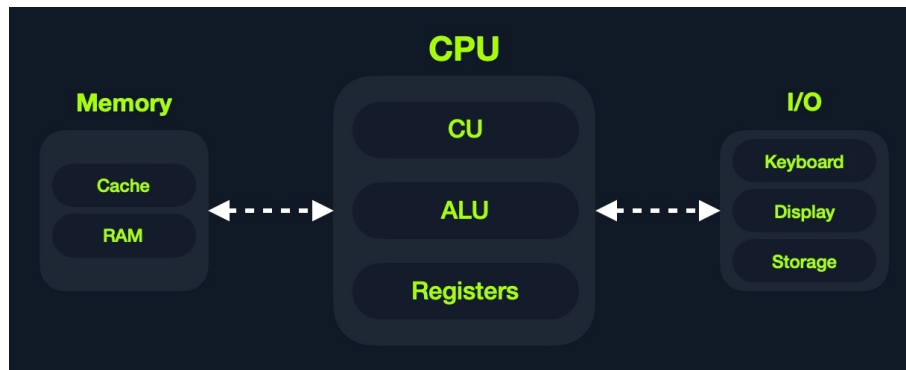 Memory
Cache
RAM
CPU
CU
ALU
Registers
I/O
Keyboard
Display
Storage